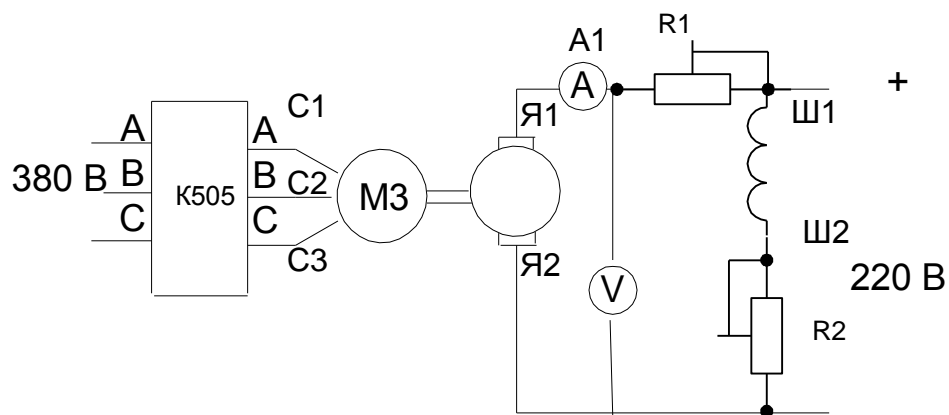 R1
А1
+
А
Я1
Ш1
А
А
С1
380 В
В
К505
В
С2
М3
С
С
С3
Я2
Ш2
220 В
V
R2